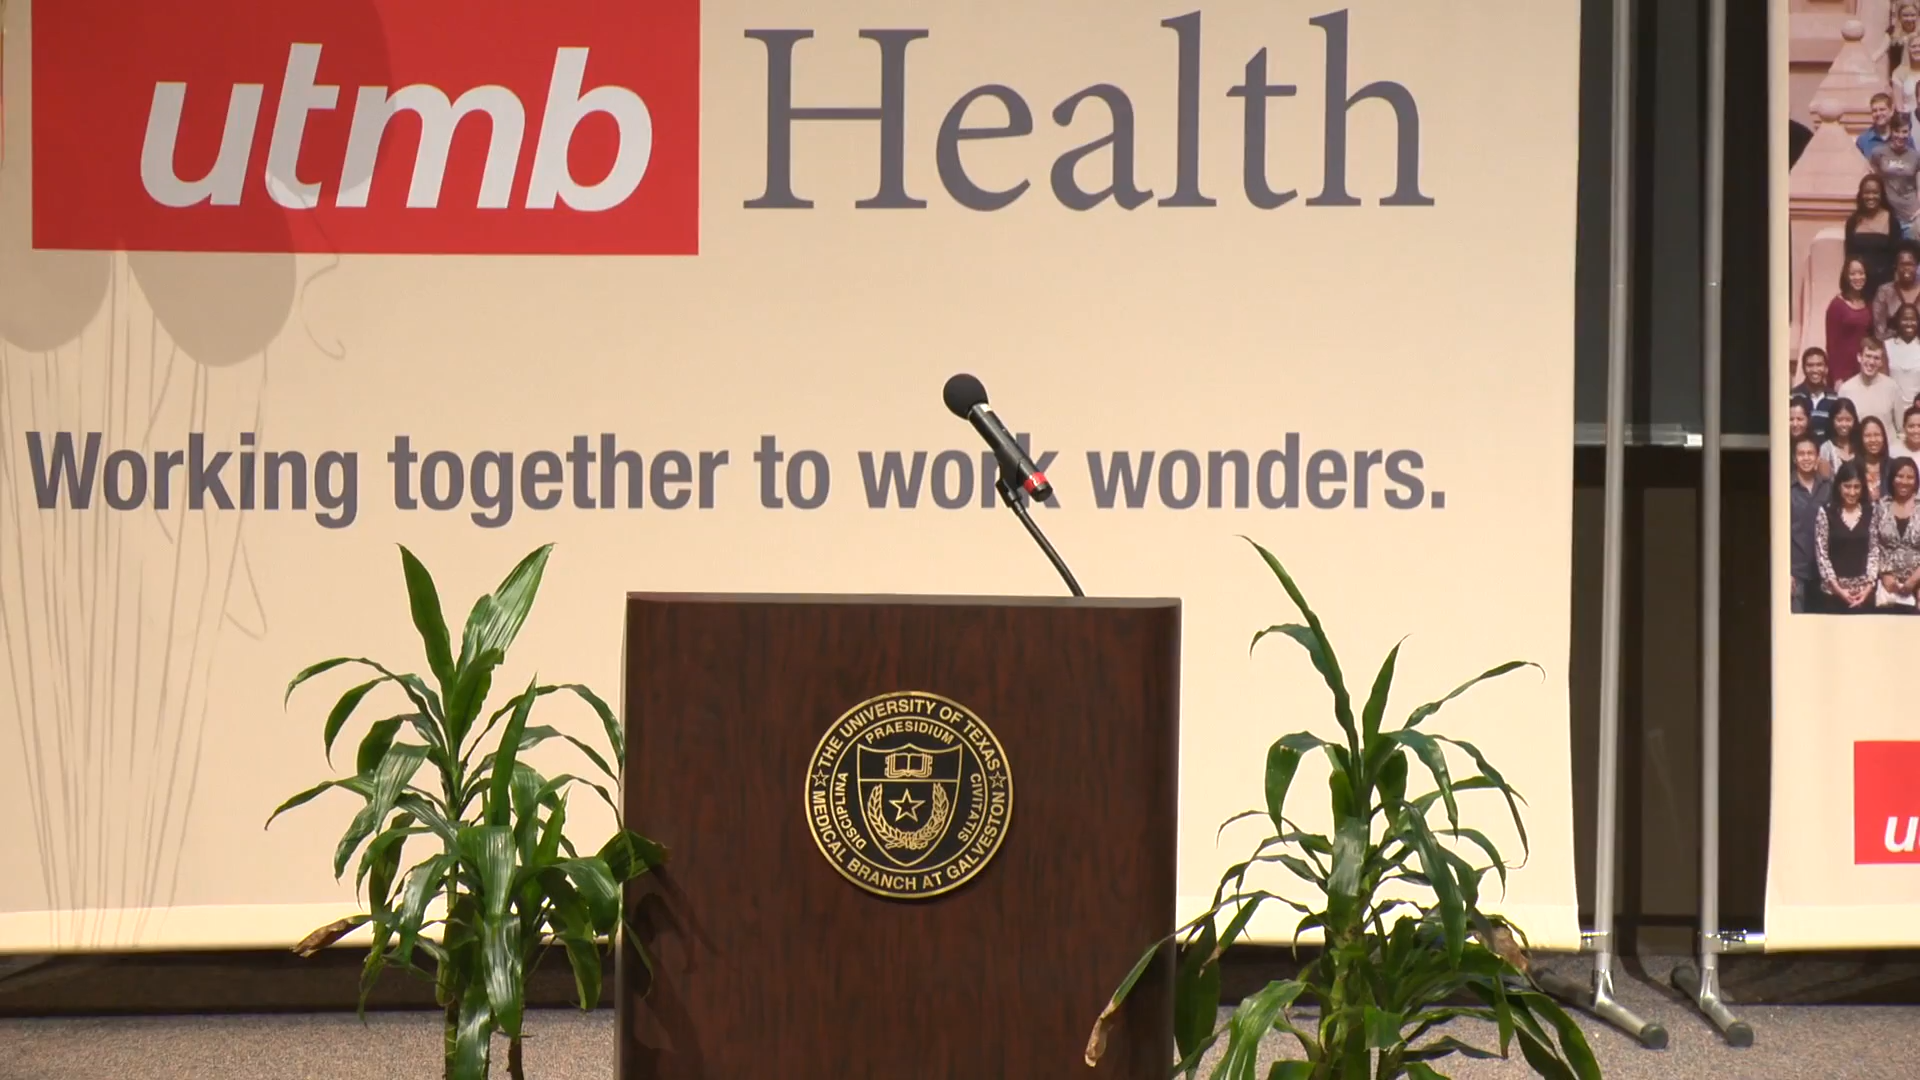 utmb Health
Working together to work wonders.
THE UNIVERSITY OF TEXAS
PRAESIDIUM
DISCIPLINA
CIVITATIS
MEDICAL BRANCH AT GALVESTON